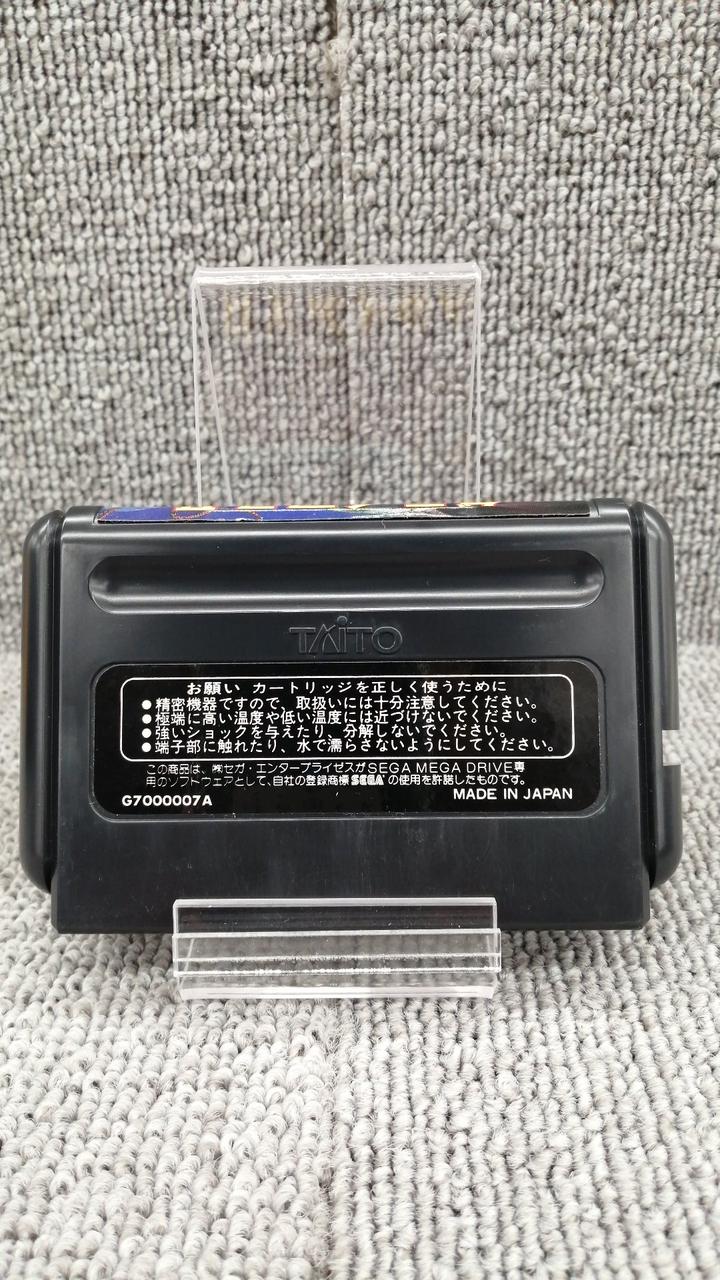 TAITO
お願い カートリッジを正しく使うために
●精密機器ですので、取扱いには十分注意してください。
●極端に高い温度や低い温度には近づけないでください。
●強いショックを与えたり、分解しないでください。
●端子部に触れたり、水で濡らさないようにしてください。
この商品は、㈱セガ・エンタープライゼスがSEGA MEGA DRIVE専
用のソフトウェアとして、自社の登録商標SEGA®の使用を許諾したものです。
G7000007A MADE IN JAPAN